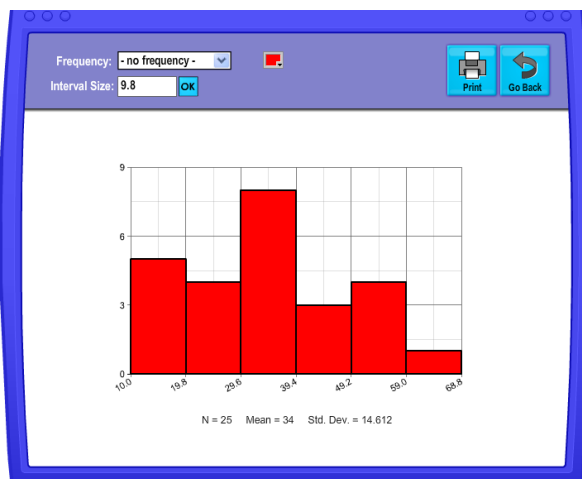 Frequency: - no frequency -
Interval Size: 9.8 OK
Print Go Back
9
6
3
0
10.0 19.8 29.6 39.4 49.2 59.0 68.8
N = 25 Mean = 34 Std. Dev. = 14.612